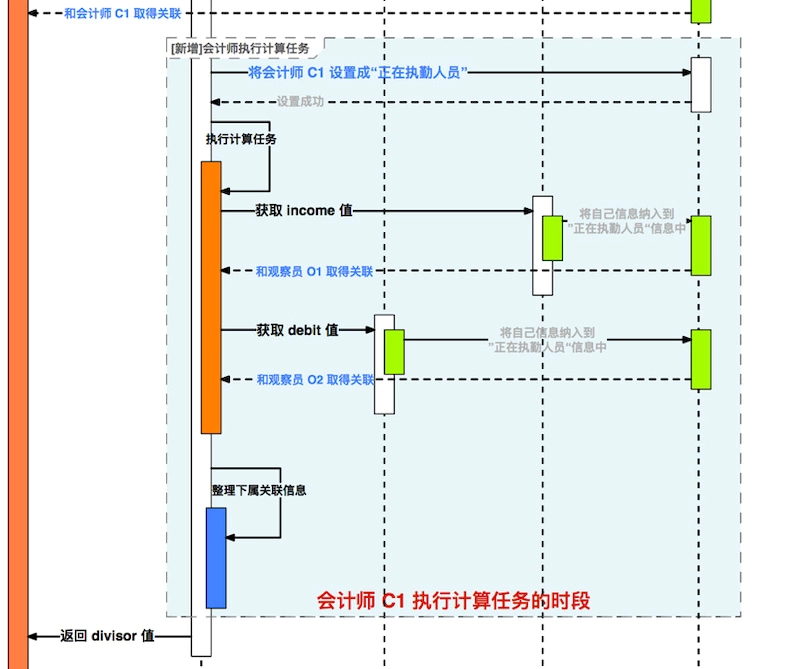 和会计师 C1 取得关联
[新增]会计师执行计算任务
将会计师 C1 设置成“正在执勤人员”
设置成功
执行计算任务
获取 income 值
将自己信息纳入到
”正在执勤人员“信息中
和观察员 O1 取得关联
获取 debit 值
将自己信息纳入到
”正在执勤人员“信息中
和观察员 O2 取得关联
整理下属关联信息
会计师 C1 执行计算任务的时段
返回 divisor 值